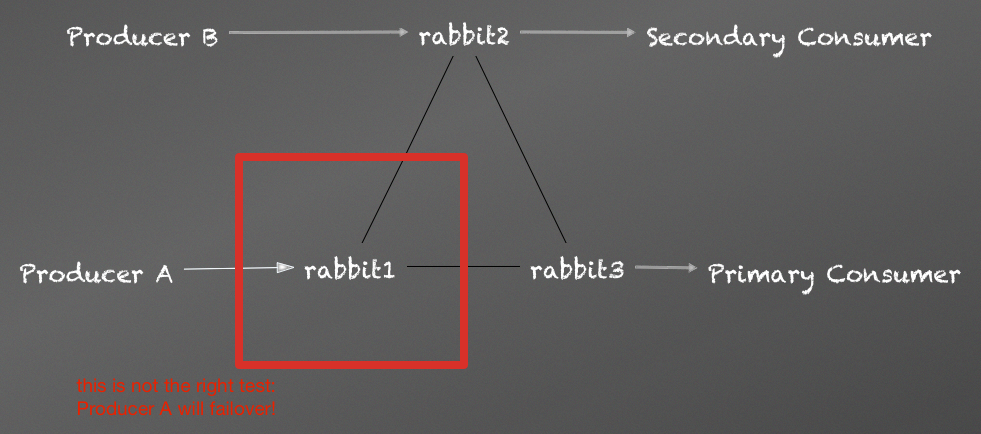 Producer B rabbit2 Secondary Consumer
Producer A rabbit1 rabbit3 Primary Consumer
this is not the right test:
Producer A will failover!